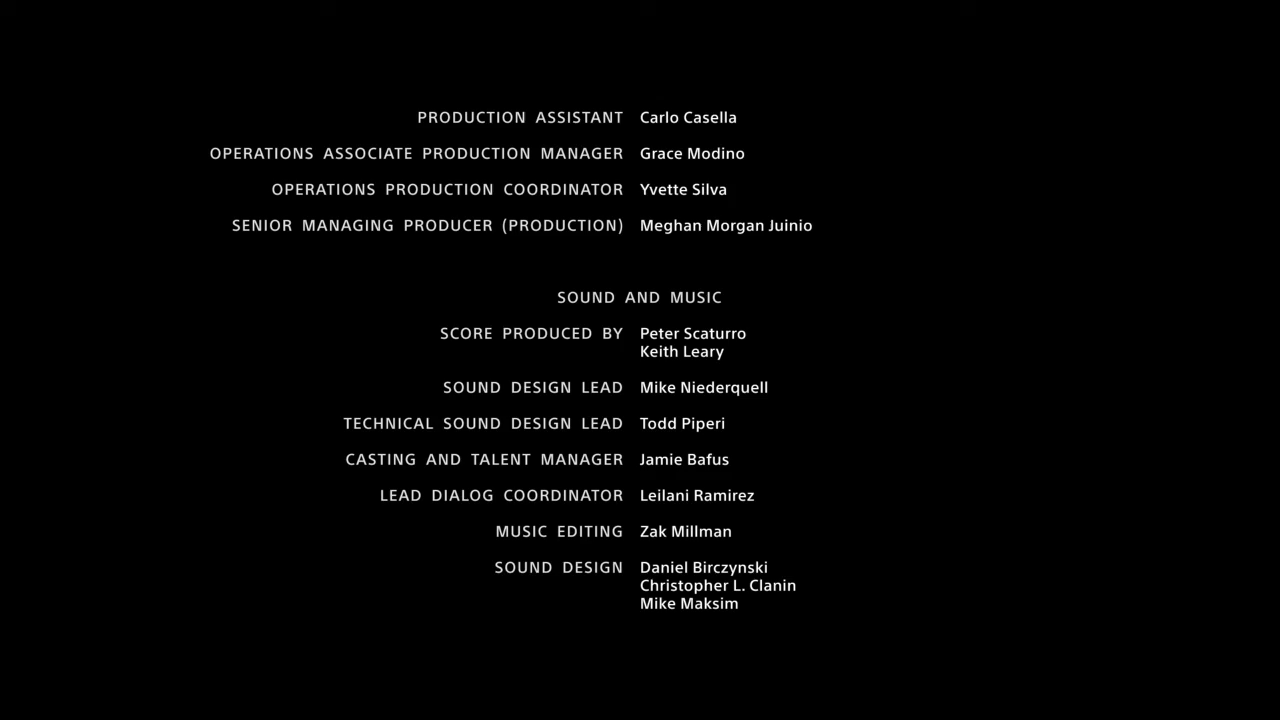 PRODUCTION ASSISTANT Carlo Casella
OPERATIONS ASSOCIATE PRODUCTION MANAGER Grace Modino
OPERATIONS PRODUCTION COORDINATOR Yvette Silva
SENIOR MANAGING PRODUCER (PRODUCTION) Meghan Morgan Juinio
SOUND AND MUSIC
SCORE PRODUCED BY Peter Scaturro
Keith Leary
SOUND DESIGN LEAD Mike Niederquell
TECHNICAL SOUND DESIGN LEAD Todd Piperi
CASTING AND TALENT MANAGER Jamie Bafus
LEAD DIALOG COORDINATOR Leilani Ramirez
MUSIC EDITING Zak Millman
SOUND DESIGN Daniel Birczynski
Christopher L. Clanin
Mike Maksim